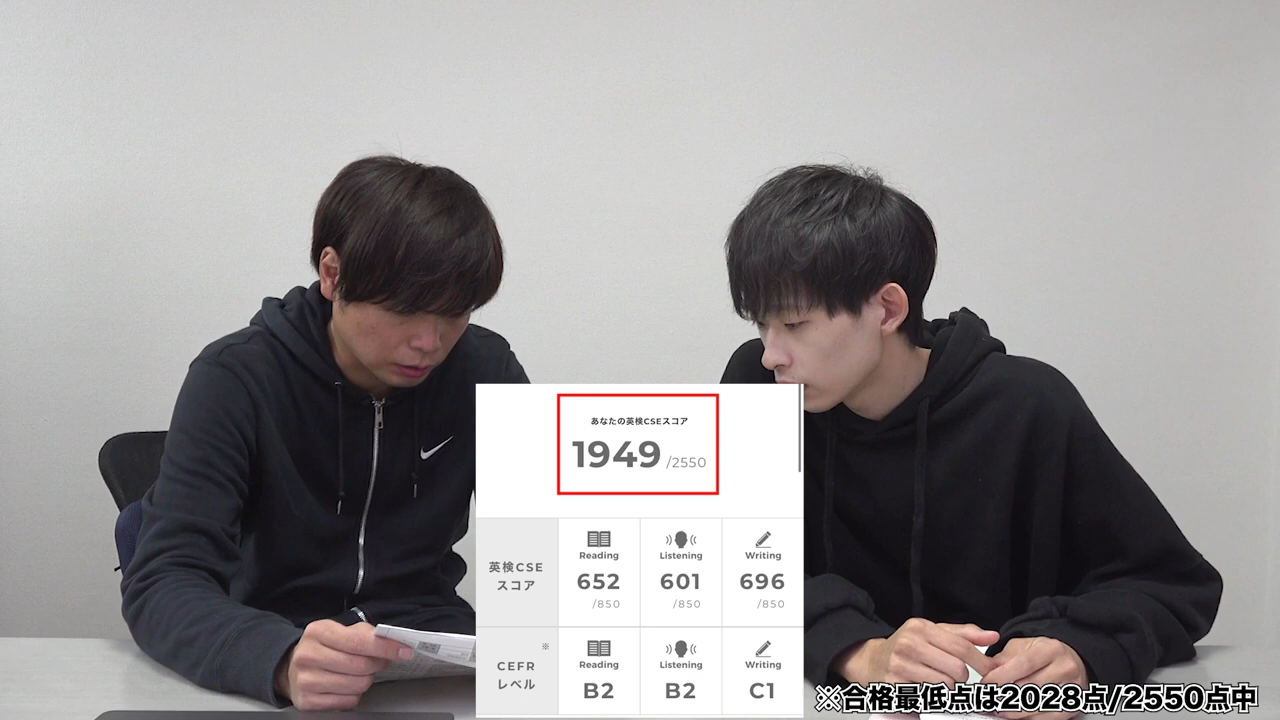 あなたの英検CSEスコア
1949 /2550
英検CSE
スコア
Reading
652
/850
Listening
601
/850
Writing
696
/850
※
CEFR
レベル
Reading
B2
Listening
B2
Writing
C1
※合格最低点は2028点/2550点中